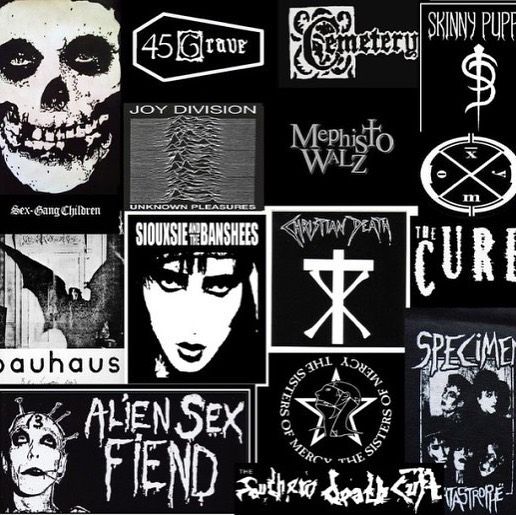 45 Grave
Cemetery
SKINNY PUPP
JOY DIVISION
UNKNOWN PLEASURES
Mephisto
Walz
x
y
o
m
Sex-Gang Children
SIOUXSIE AND THE BANSHEES
CHRISTIAN DEATH
THE
CURE
bauhaus
SPECIMEN
THE SISTERS OF MERCY THE SISTERS OF MERCY
13
ALIEN SEX
FIEND
THE
Southern death cult
ATASTROPHE